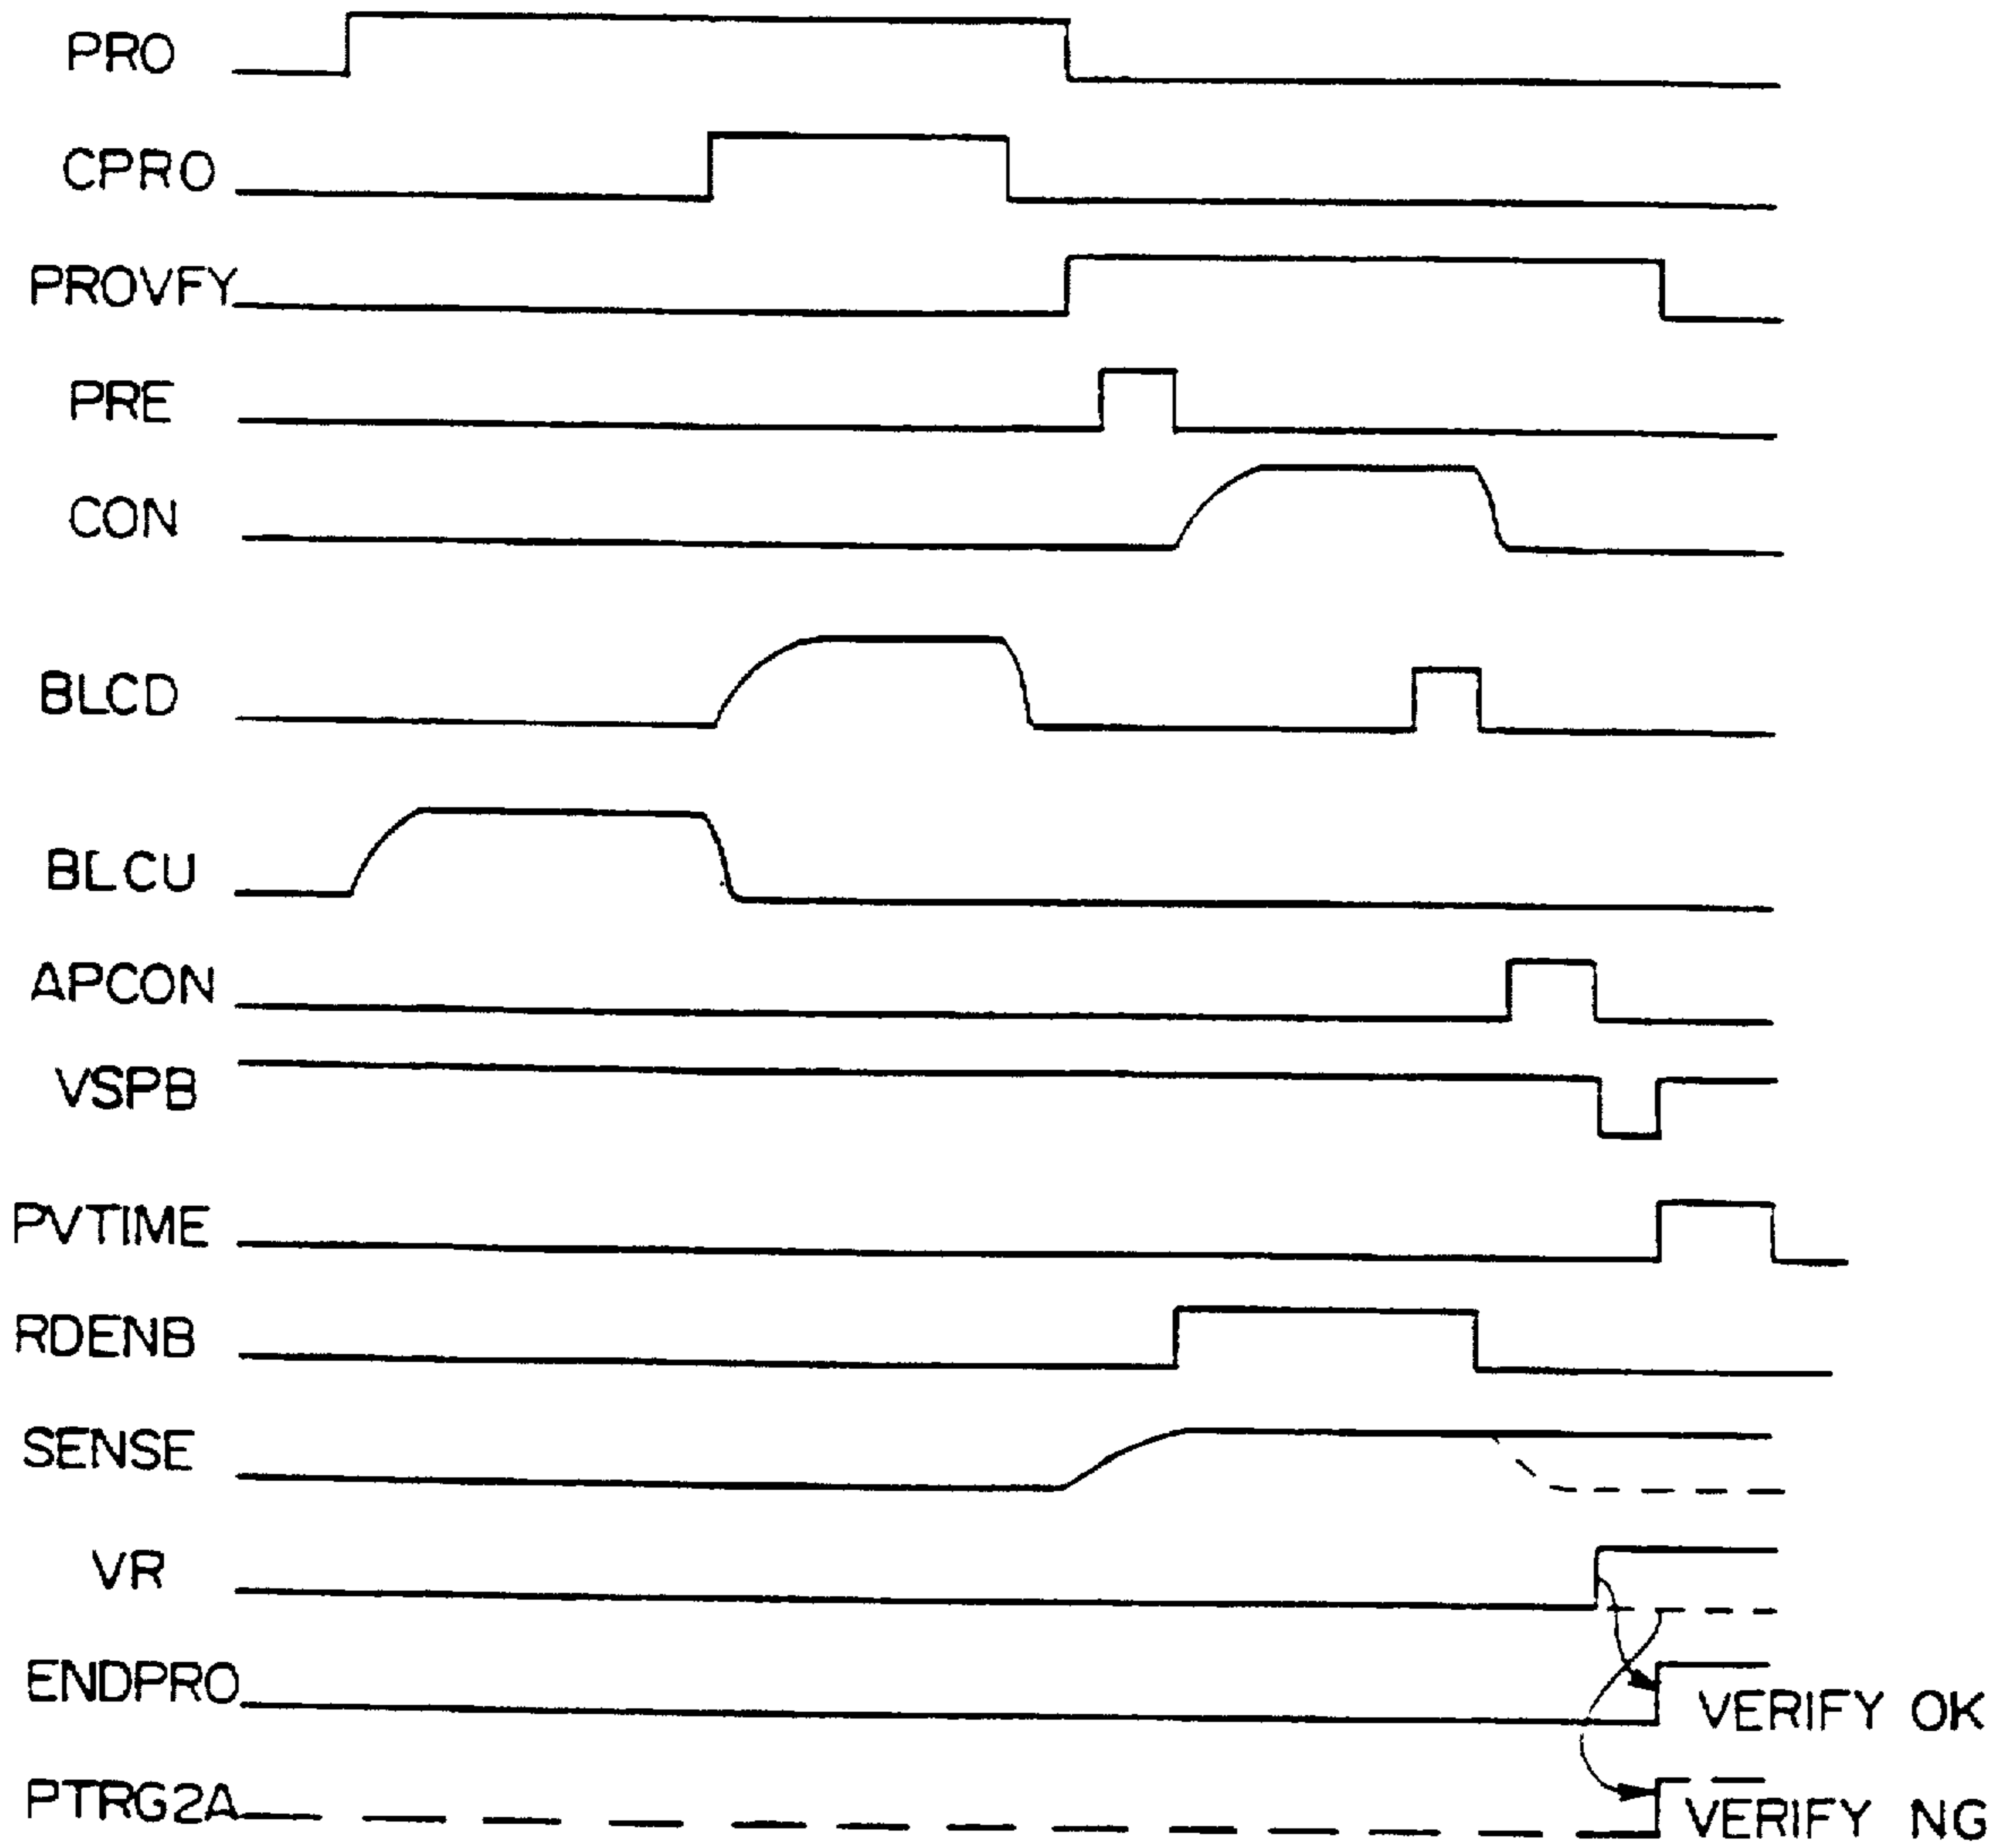 PRO
CPRO
PROVFY
PRE
CON
BLCD
BLCU
APCON
VSPB
PVTIME
RDENB
SENSE
VR
ENDPRO
VERIFY OK
PTRG2A
VERIFY NG